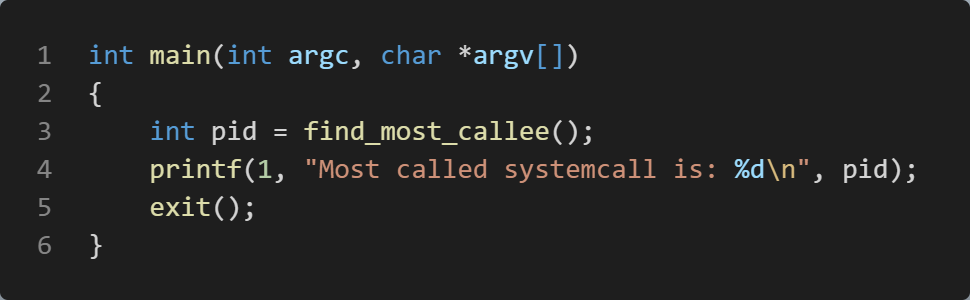 1 int main(int argc, char *argv[])
2 {
3     int pid = find_most_callee();
4     printf(1, "Most called systemcall is: %d\n", pid);
5     exit();
6 }